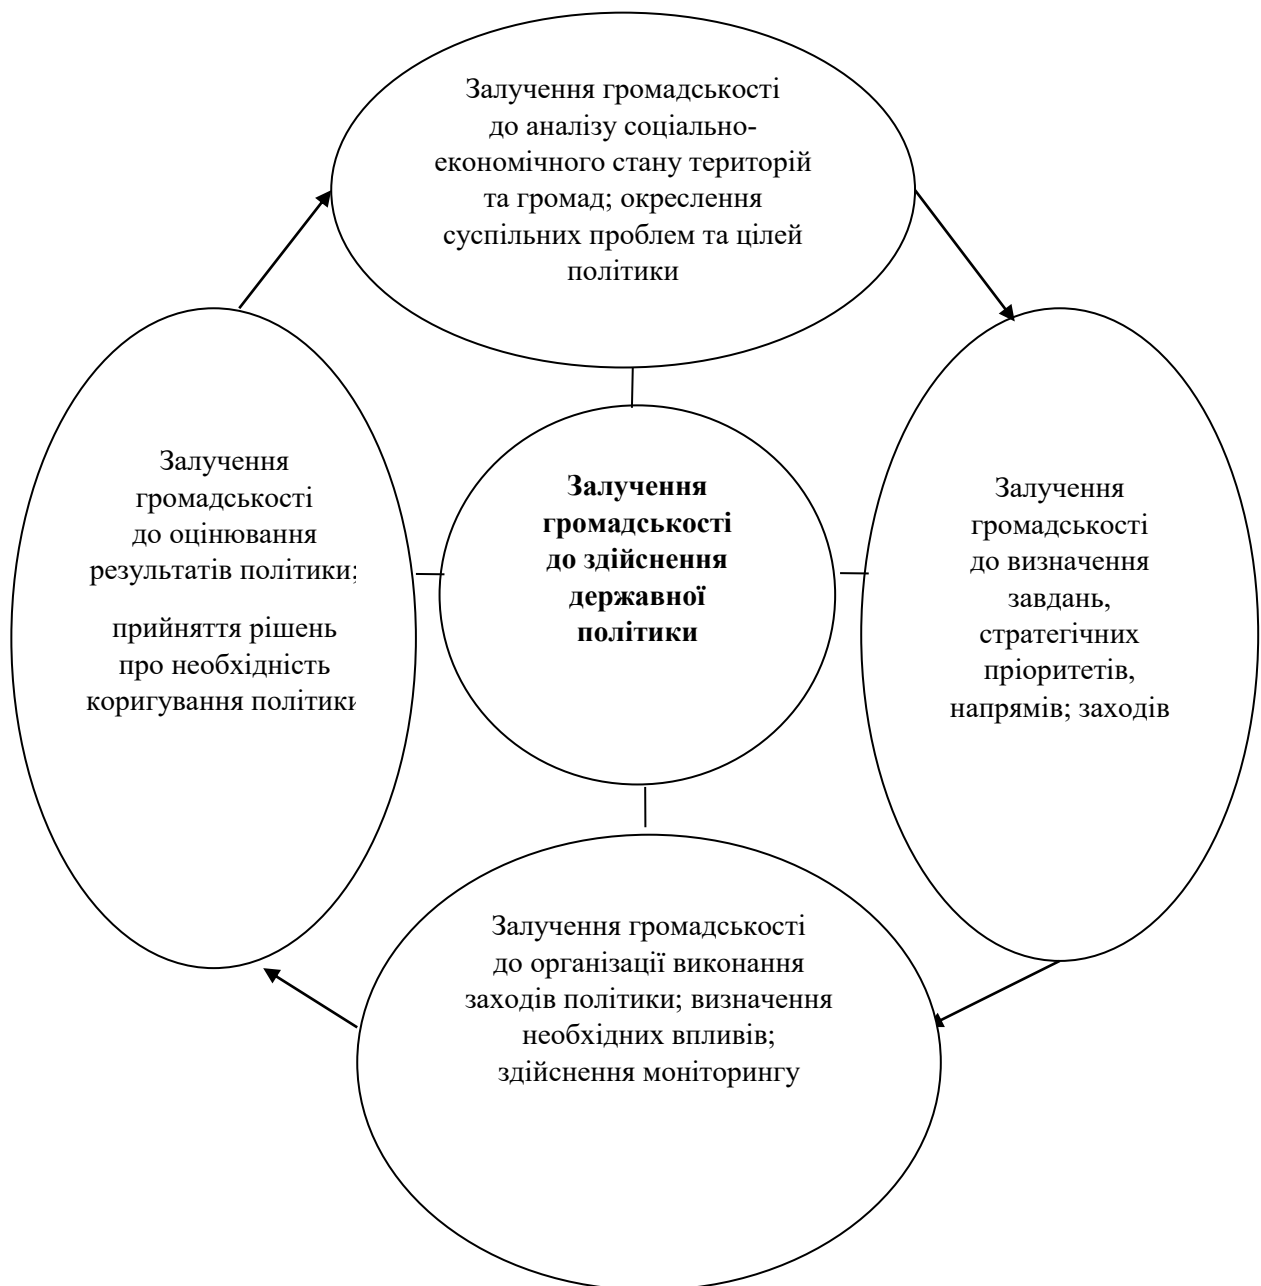 Залучення громадськості
до аналізу соціально-
економічного стану територій
та громад; окреслення
суспільних проблем та цілей
політики
Залучення
громадськості
до оцінювання
результатів політики;
прийняття рішень
про необхідність
коригування політики
Залучення
громадськості
до здійснення
державної
політики
Залучення
громадськості
до визначення
завдань,
стратегічних
пріоритетів,
напрямів; заходів
Залучення громадськості
до організації виконання
заходів політики; визначення
необхідних впливів;
здійснення моніторингу